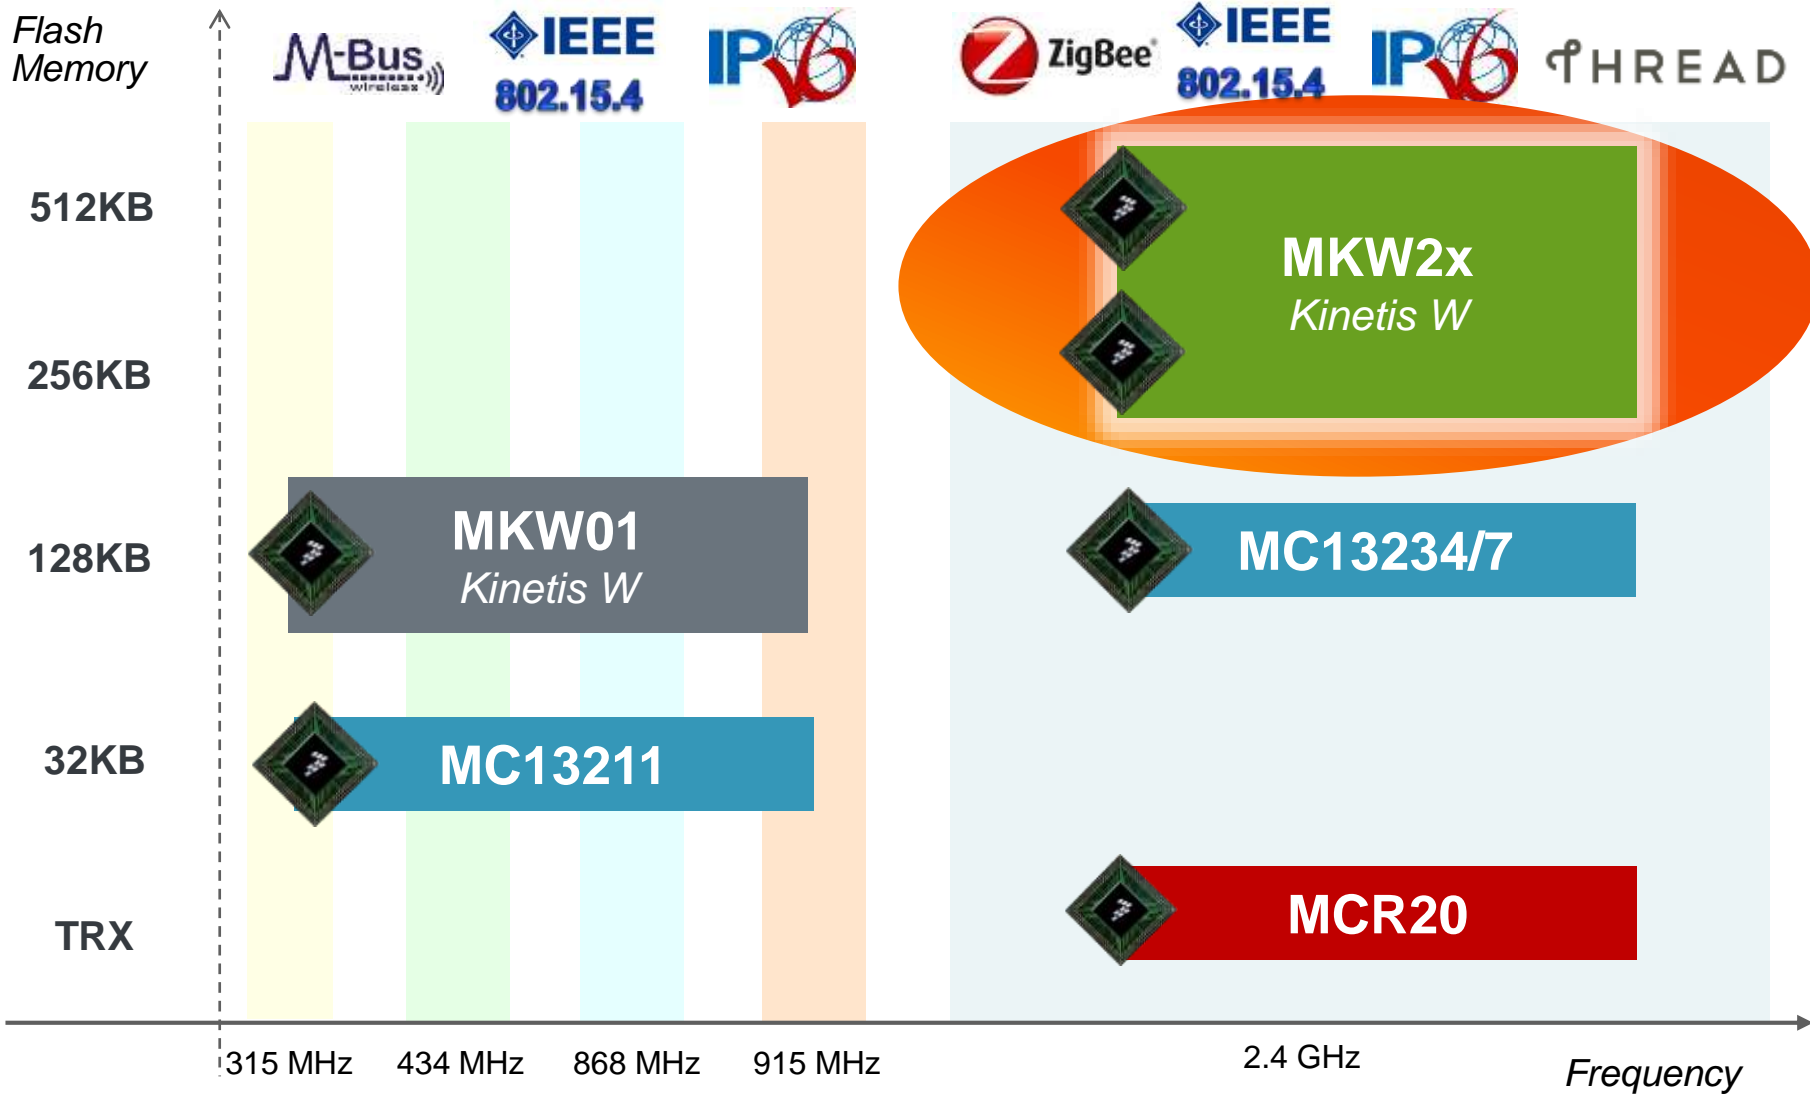 Flash
Memory
M-Bus
wireless
IEEE
802.15.4
IPv6
ZigBee®
IEEE
802.15.4
IPv6
THREAD
512KB
MKW2x
Kinetis W
256KB
128KB
MKW01
Kinetis W
MC13234/7
32KB
MC13211
TRX
MCR20
315 MHz
434 MHz
868 MHz
915 MHz
2.4 GHz
Frequency